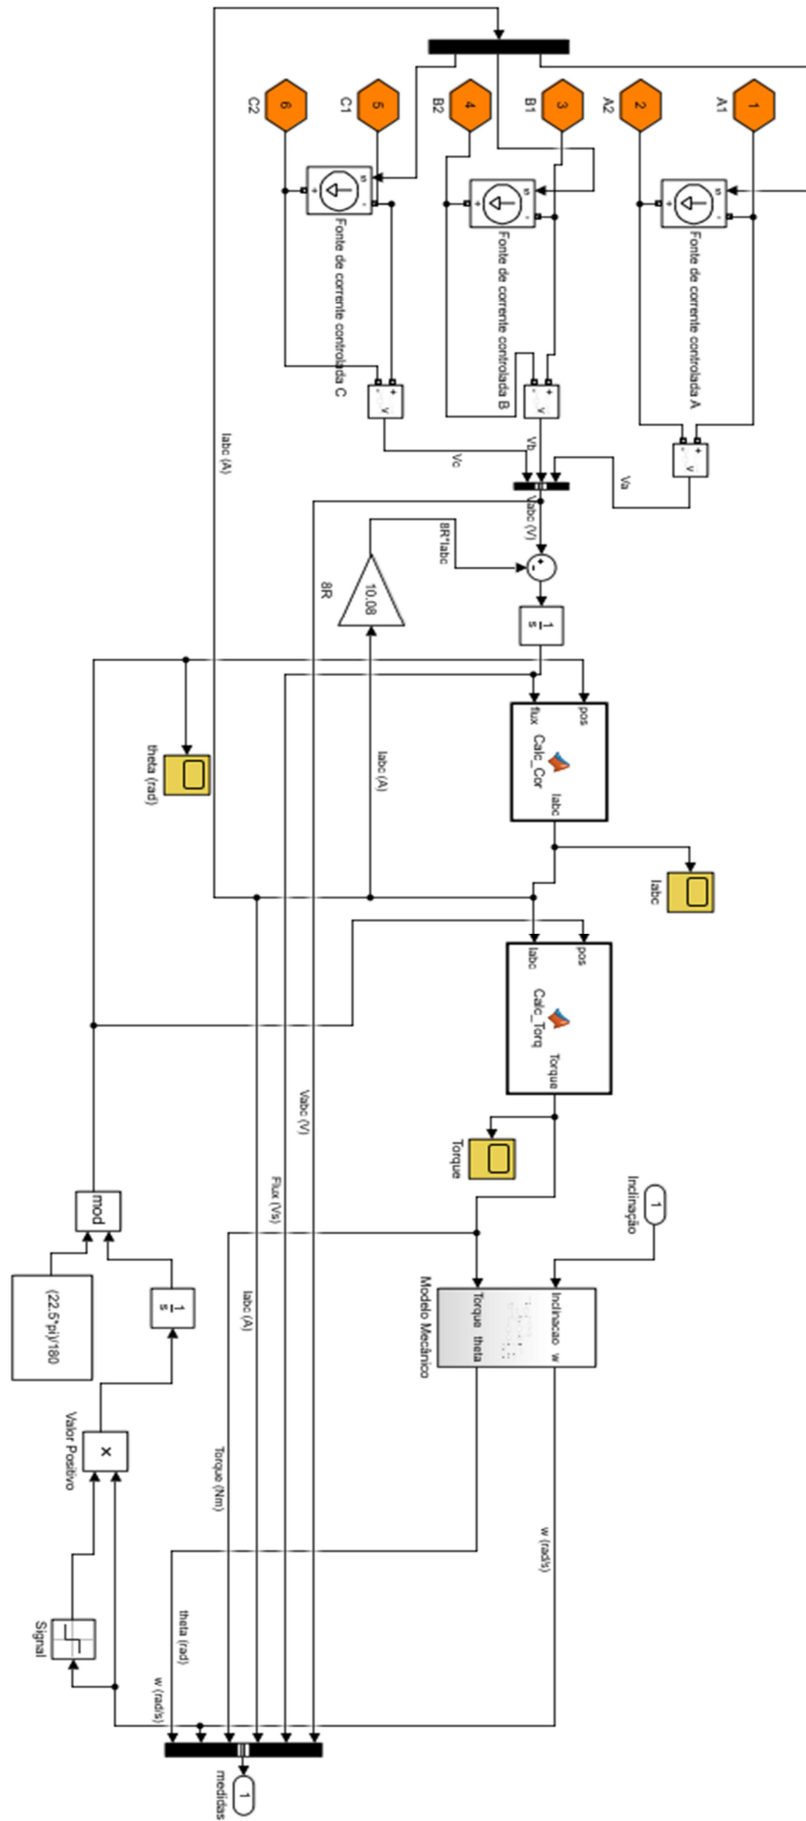 1
A1
2
A2
3
B1
4
B2
5
C1
6
C2
s
-
+
Fonte de corrente controlada A
s
-
+
Fonte de corrente controlada B
s
-
+
Fonte de corrente controlada C
+
-
v
+
-
v
+
-
v
Va
Vb
Vc
Vabc (V)
Iabc (A)
+
-
8R*Iabc
10.08
8R
1
s
pos
flux
Calc_Cor
Iabc
Iabc
theta (rad)
Iabc (A)
pos
Iabc
Calc_Torq
Torque
Torque
Vabc (V)
Flux (Vs)
Iabc (A)
Torque (Nm)
1
Inclinação
Inclinacao
w
Torque
theta
Modelo Mecânico
mod
1
s
(22.5*pi)/180
×
Valor Positivo
Signal
w (rad/s)
theta (rad)
w (rad/s)
1
medidas